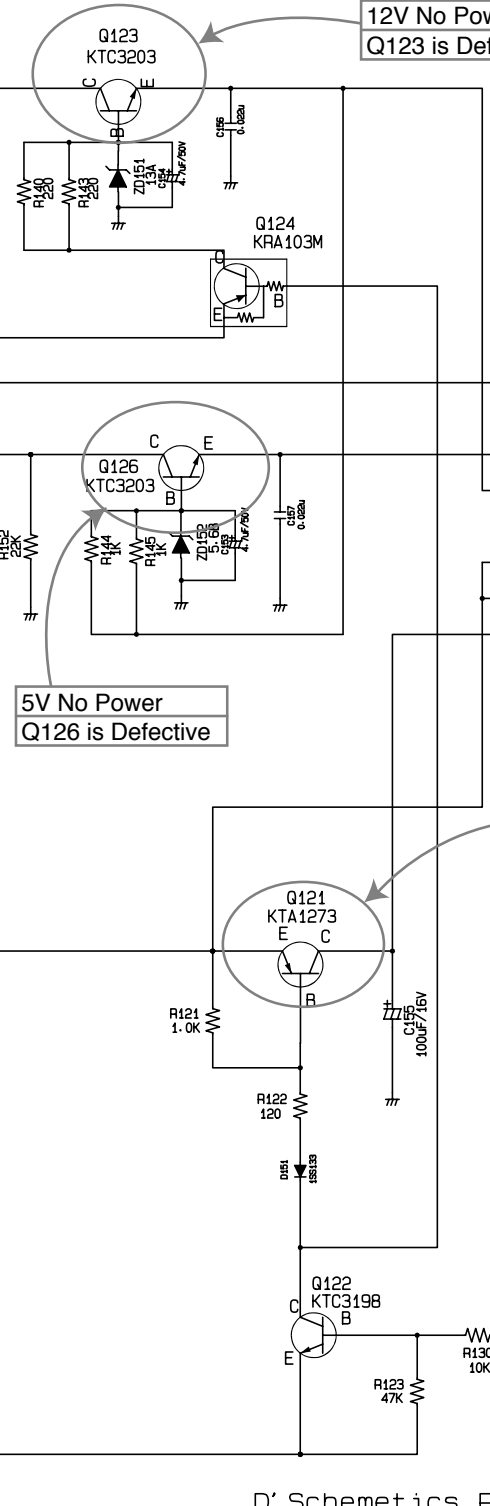 12V No Pow
Q123 is Def
Q123
KTC3203
C
E
B
C156
0.022u
R140
220
R143
220
ZD151
13A
C154
4.7uF/50V
Q124
KRA103M
C
B
E
C
E
Q126
KTC3203
B
R152
22K
R144
1K
R145
1K
ZD152
5.6B
C153
4.7uF/50V
C157
0.022u
5V No Power
Q126 is Defective
Q121
KTA1273
E
C
B
R121
1.0K
C155
100uF/16V
R122
120
D151
1SS133
Q122
KTC3198
C
B
E
R130
10K
R123
47K
D' Schemetics